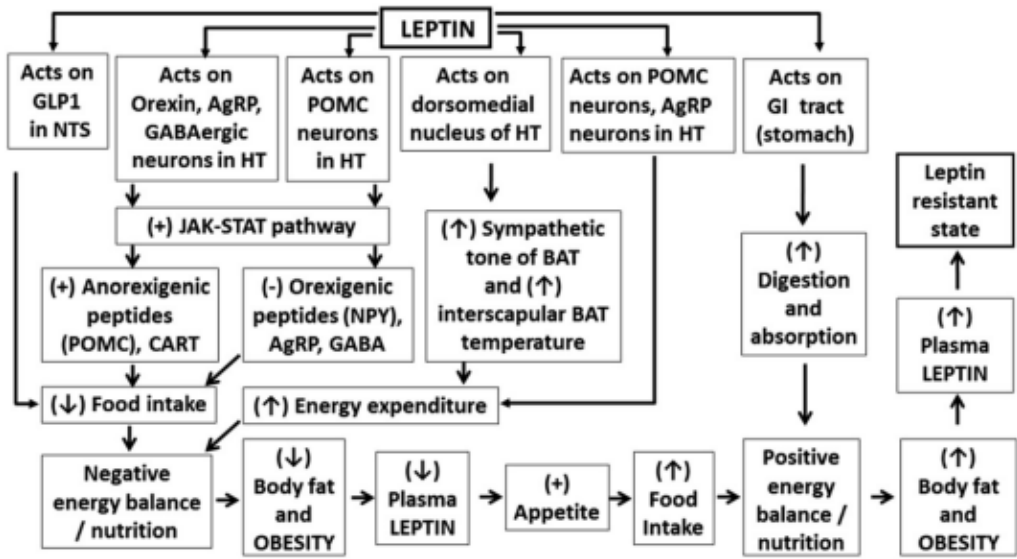 LEPTIN
Acts on
GLP1
in NTS
Acts on
Orexin, AgRP,
GABAergic
neurons in HT
Acts on
POMC
neurons
in HT
Acts on
dorsomedial
nucleus of HT
Acts on POMC
neurons, AgRP
neurons in HT
Acts on
GI tract
(stomach)
Leptin
resistant
state
(+) JAK-STAT pathway
(↑) Sympathetic
tone of BAT
and (↑)
interscapular BAT
temperature
(↑)
Digestion
and
absorption
(+) Anorexigenic
peptides
(POMC), CART
(-) Orexigenic
peptides (NPY),
AgRP, GABA
(↑)
Plasma
LEPTIN
(↓) Food intake
(↑) Energy expenditure
Negative
energy balance
/ nutrition
(↓)
Body fat
and
OBESITY
(↓)
Plasma
LEPTIN
(+)
Appetite
(↑)
Food
Intake
Positive
energy
balance /
nutrition
(↑)
Body fat
and
OBESITY